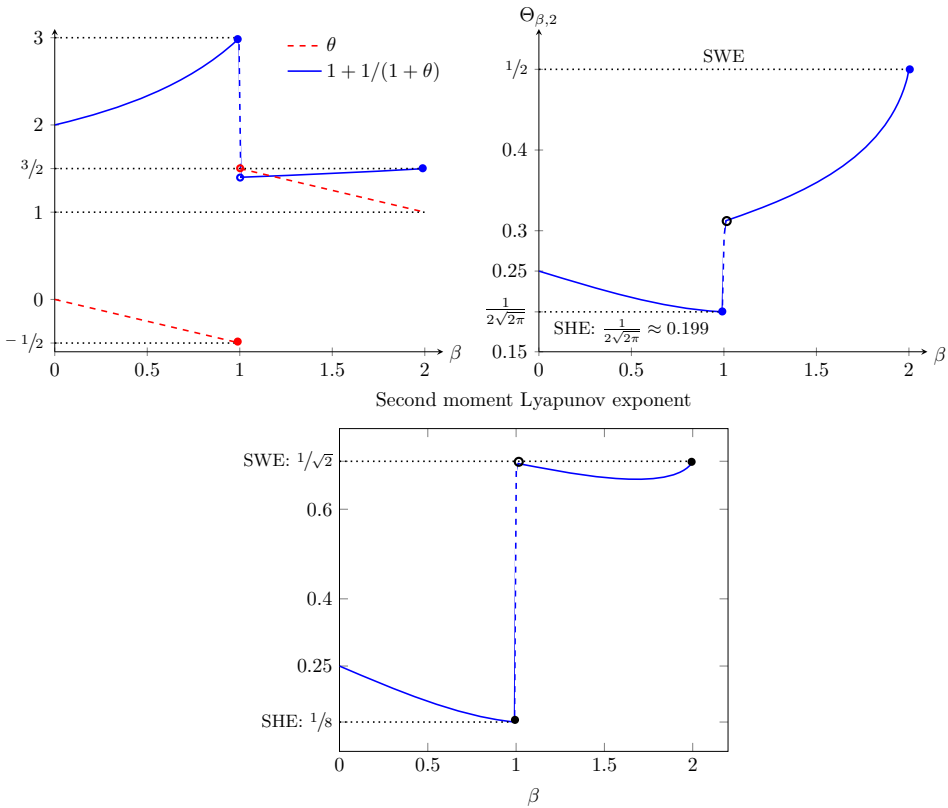 3
2
3/2
1
0
− 1/2
0
0.5
1
1.5
2
β
θ
1 + 1/(1 + θ)
Θβ,2
SWE
1/2
0.4
0.3
0.25
1/2√2π
0.15
SHE: 1/2√2π ≈ 0.199
0
0.5
1
1.5
2
β
Second moment Lyapunov exponent
SWE: 1/√2
0.6
0.4
0.25
SHE: 1/8
0
0.5
1
1.5
2
β